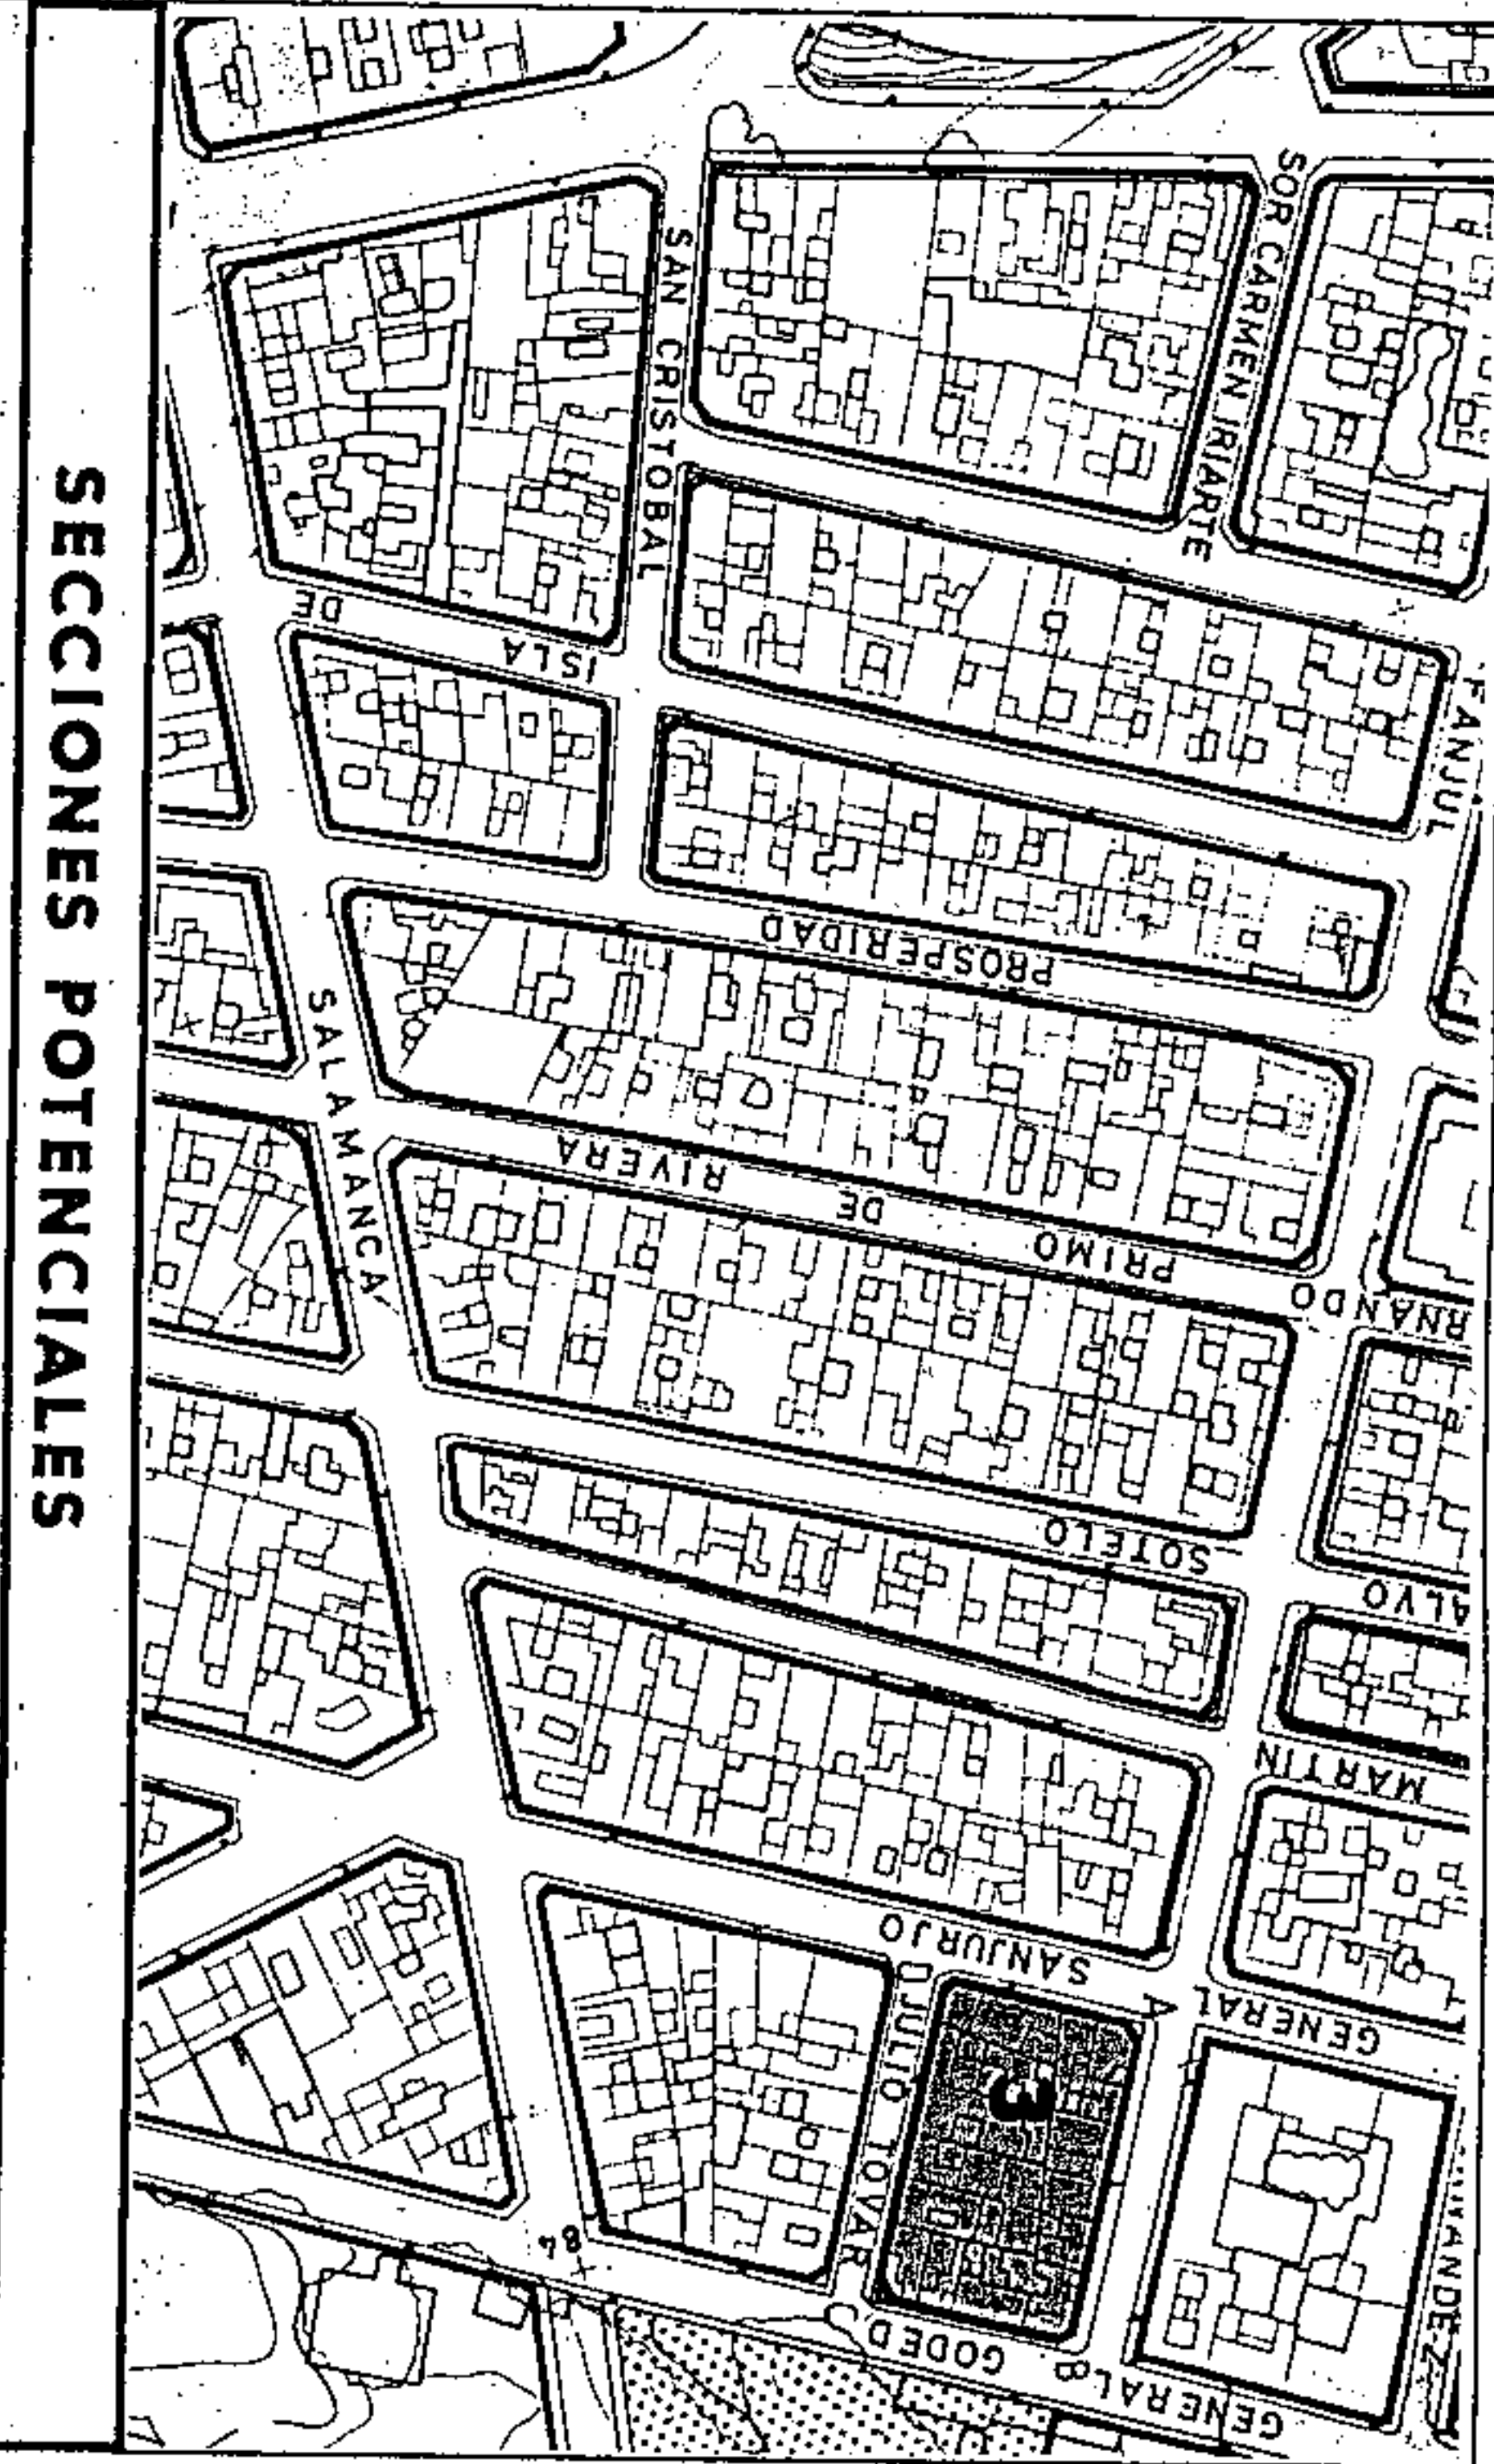 SECCIONES POTENCIALES
SAN CRISTOBAL
SOR CARMEN IRIARTE
ISLA DE
FANJUL
PROSPERIDAD
SALAMANCA
PRIMO DE RIVERA
RNANDO
SOTELO
ALVO
MARTIN
GENERAL SANJURJO
A
D
JULIO TOVAR
3
C
B
GENERAL GODED
84